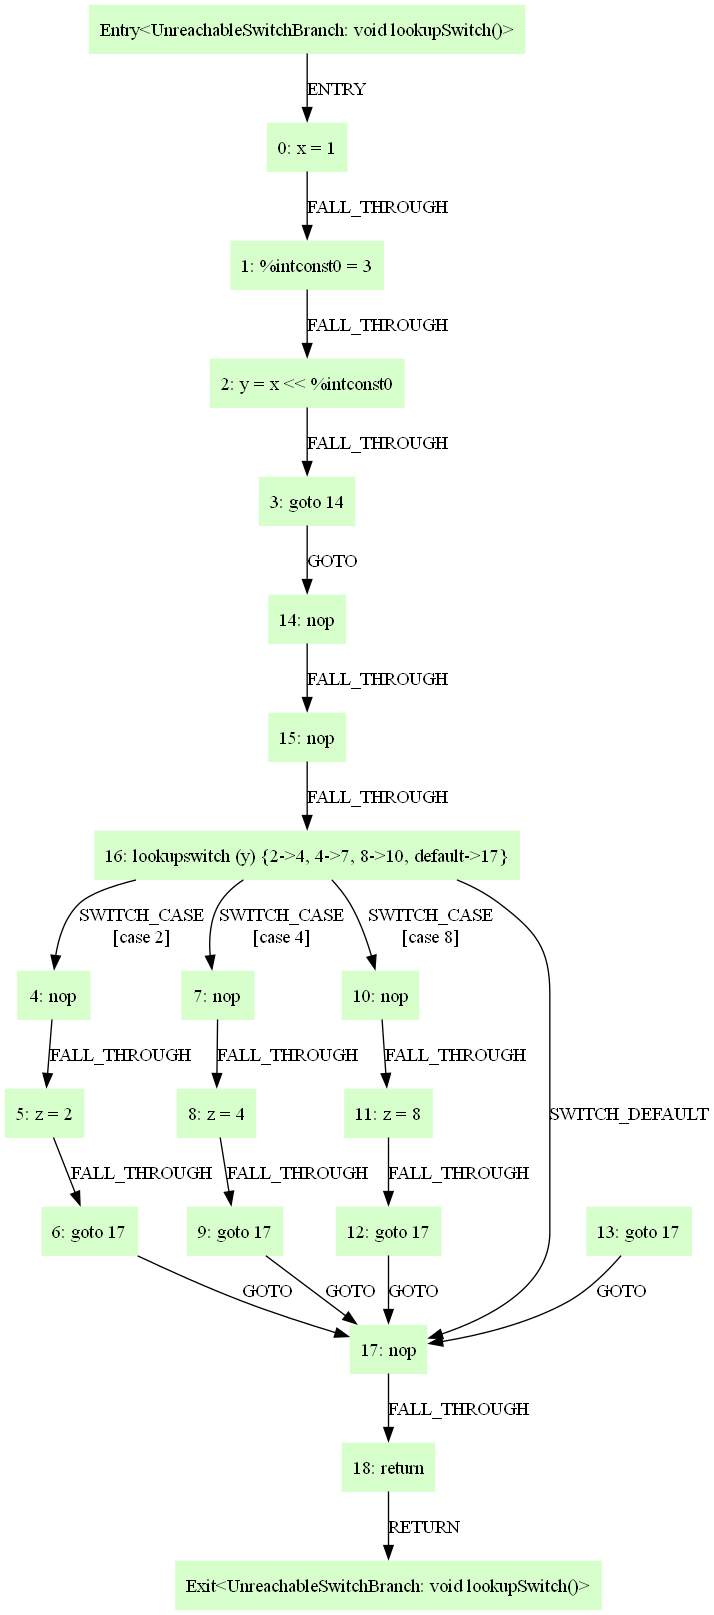 Entry<UnreachableSwitchBranch: void lookupSwitch()>
ENTRY
0: x = 1
FALL_THROUGH
1: %intconst0 = 3
FALL_THROUGH
2: y = x << %intconst0
FALL_THROUGH
3: goto 14
GOTO
14: nop
FALL_THROUGH
15: nop
FALL_THROUGH
16: lookupswitch (y) {2->4, 4->7, 8->10, default->17}
SWITCH_CASE
[case 2]
SWITCH_CASE
[case 4]
SWITCH_CASE
[case 8]
4: nop
7: nop
10: nop
FALL_THROUGH
FALL_THROUGH
FALL_THROUGH
5: z = 2
8: z = 4
11: z = 8
SWITCH_DEFAULT
FALL_THROUGH
FALL_THROUGH
FALL_THROUGH
6: goto 17
9: goto 17
12: goto 17
13: goto 17
GOTO
GOTO
GOTO
GOTO
17: nop
FALL_THROUGH
18: return
RETURN
Exit<UnreachableSwitchBranch: void lookupSwitch()>